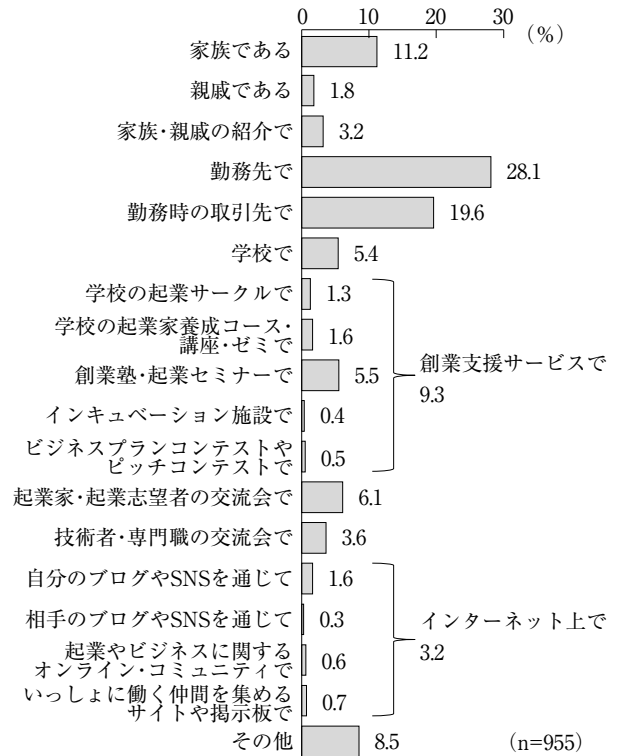 0 10 20 30
(%)
家族である 11.2
親戚である 1.8
家族・親戚の紹介で 3.2
勤務先で 28.1
勤務時の取引先で 19.6
学校で 5.4
学校の起業サークルで 1.3
学校の起業家養成コース・
講座・ゼミで 1.6
創業塾・起業セミナーで 5.5
インキュベーション施設で 0.4
ビジネスプランコンテストや
ピッチコンテストで 0.5
創業支援サービスで
9.3
起業家・起業志望者の交流会で 6.1
技術者・専門職の交流会で 3.6
自分のブログやSNSを通じて 1.6
相手のブログやSNSを通じて 0.3
起業やビジネスに関する
オンライン・コミュニティで 0.6
いっしょに働く仲間を集める
サイトや掲示板で 0.7
インターネット上で
3.2
その他 8.5
(n=955)